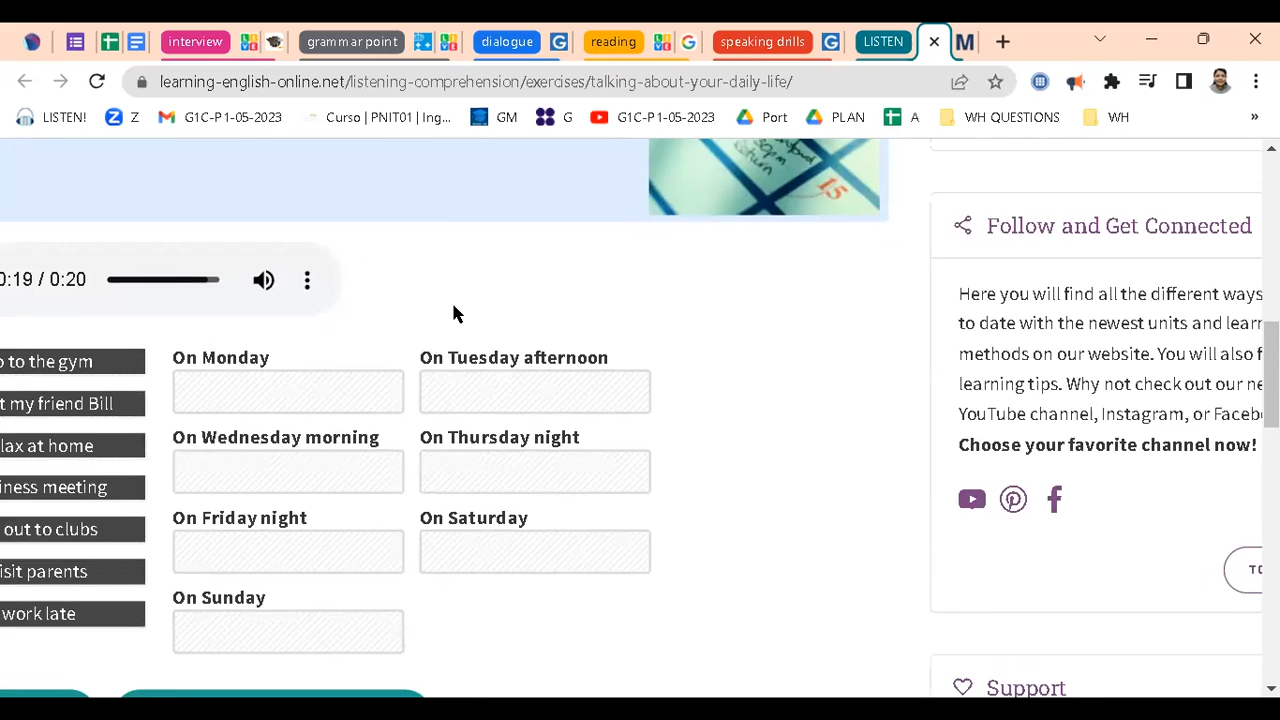 interview
grammar point
dialogue
reading
speaking drills
LISTEN
learning-english-online.net/listening-comprehension/exercises/talking-about-your-daily-life/
LISTEN!
Z
G1C-P1-05-2023
Curso | PNIT01 | Ing...
GM
G
G1C-P1-05-2023
Port
PLAN
A
WH QUESTIONS
WH
»
30pm
15
0:19 / 0:20
o to the gym
t my friend Bill
lax at home
iness meeting
out to clubs
isit parents
work late
On Monday
On Tuesday afternoon
On Wednesday morning
On Thursday night
On Friday night
On Saturday
On Sunday
Follow and Get Connected
Here you will find all the different ways
to date with the newest units and learn
methods on our website. You will also f
learning tips. Why not check out our ne
YouTube channel, Instagram, or Faceb
Choose your favorite channel now!
TO
Support